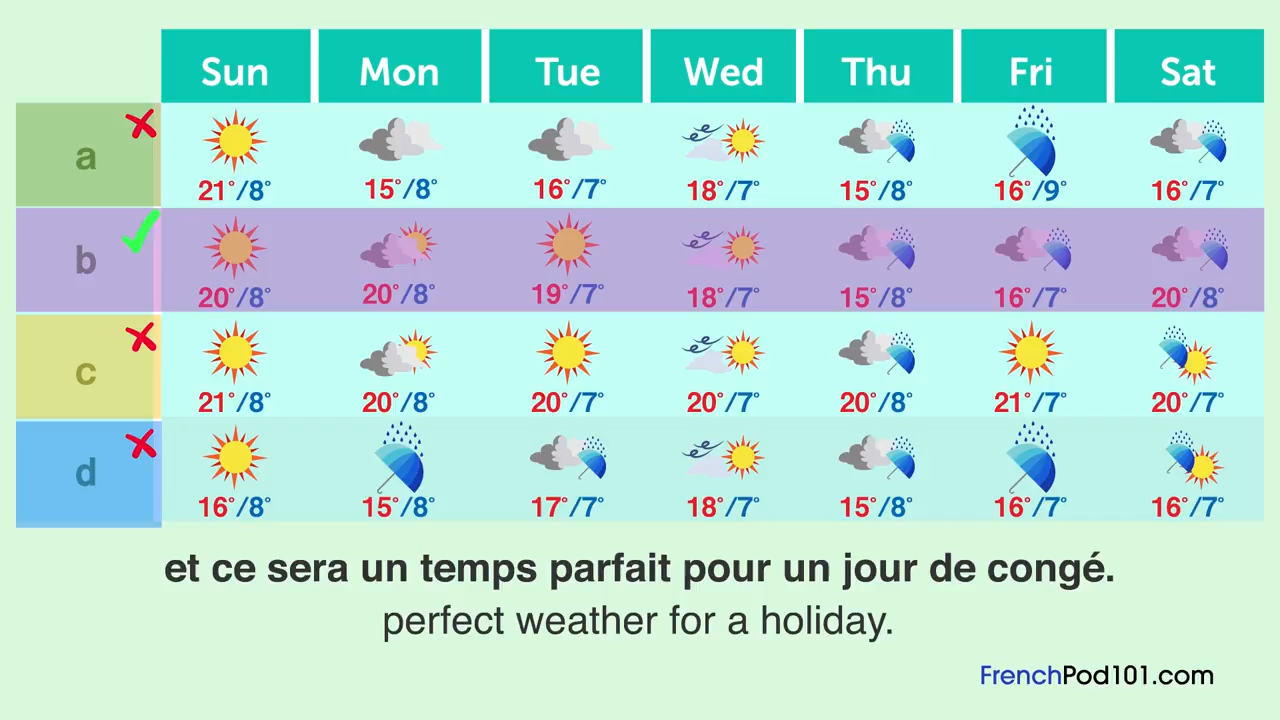 Sun Mon Tue Wed Thu Fri Sat
a
21°/8° 15°/8° 16°/7° 18°/7° 15°/8° 16°/9° 16°/7°
b
20°/8° 20°/8° 19°/7° 18°/7° 15°/8° 16°/7° 20°/8°
c
21°/8° 20°/8° 20°/7° 20°/7° 20°/8° 21°/7° 20°/7°
d
16°/8° 15°/8° 17°/7° 18°/7° 15°/8° 16°/7° 16°/7°
et ce sera un temps parfait pour un jour de congé.
perfect weather for a holiday.
FrenchPod101.com